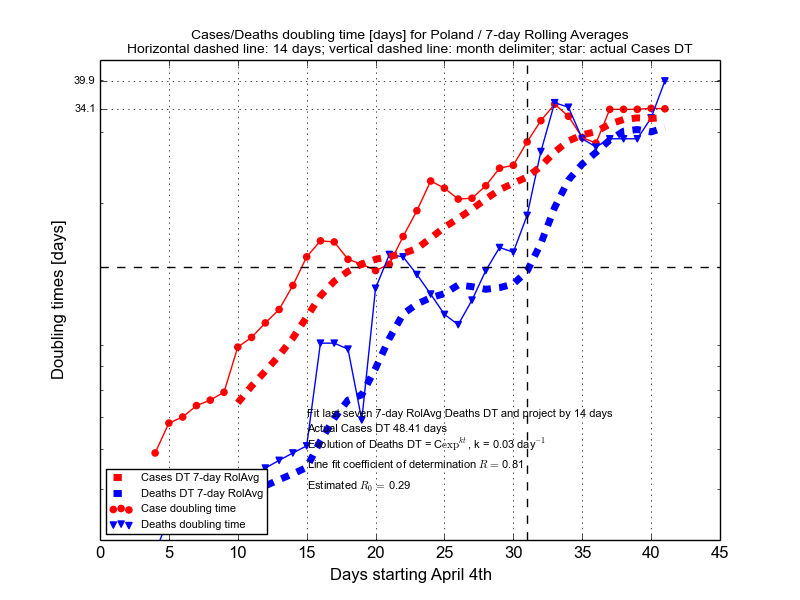 Cases/Deaths doubling time [days] for Poland / 7-day Rolling Averages
Horizontal dashed line: 14 days; vertical dashed line: month delimiter; star: actual Cases DT
39.9
34.1
Doubling times [days]
Fit last seven 7-day RolAvg Deaths DT and project by 14 days
Actual Cases DT 48.41 days
Evolution of Deaths DT = Cexp^{kt}, k = 0.03 day^{-1}
Line fit coefficient of determination R = 0.81
Estimated R_0 = 0.29
Cases DT 7-day RolAvg
Deaths DT 7-day RolAvg
Case doubling time
Deaths doubling time
0 5 10 15 20 25 30 35 40 45
Days starting April 4th